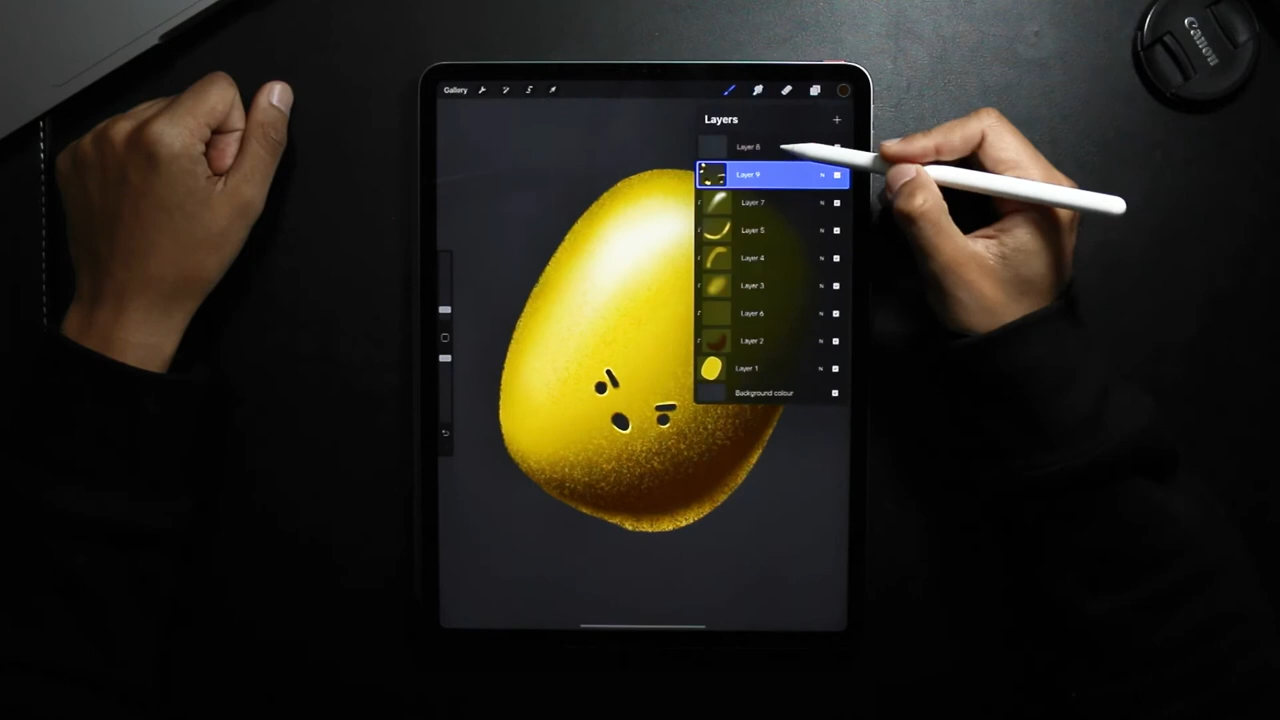 Gallery
Layers
Layer 8
Layer 9
N
Layer 7
N
Layer 5
N
Layer 4
N
Layer 3
N
Layer 6
N
Layer 2
N
Layer 1
N
Background colour
Canon